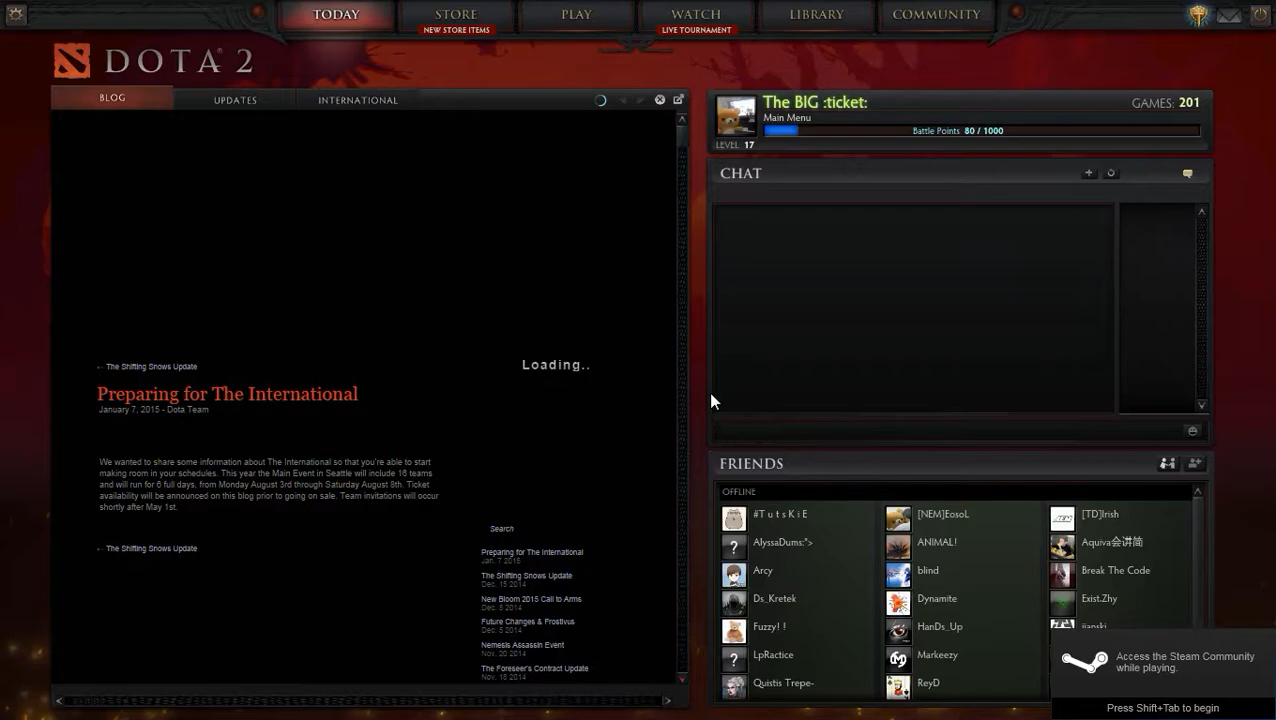 TODAY
STORE
NEW STORE ITEMS
PLAY
WATCH
LIVE TOURNAMENT
LIBRARY
COMMUNITY
DOTA 2
BLOG
UPDATES
INTERNATIONAL
← The Shifting Snows Update
Preparing for The International
January 7, 2015 - Dota Team
We wanted to share some information about The International so that you're able to start
making room in your schedules. This year the Main Event in Seattle will include 16 teams
and will run for 6 full days, from Monday August 3rd through Saturday August 8th. Ticket
availability will be announced on this blog prior to going on sale. Team invitations will occur
shortly after May 1st.
← The Shifting Snows Update
Loading..
Search
Preparing for The International
Jan. 7 2015
The Shifting Snows Update
Dec. 15 2014
New Bloom 2015 Call to Arms
Dec. 5 2014
Future Changes & Frostivus
Dec. 5 2014
Nemesis Assassin Event
Nov. 20 2014
The Foreseer's Contract Update
Nov. 18 2014
The BIG :ticket:
GAMES: 201
Main Menu
Battle Points 80 / 1000
LEVEL 17
CHAT
FRIENDS
OFFLINE
#T u t s K i E
[NEM]EosoL
[TD]Irish
AlyssaDums:">
ANIMAL!
Aquiva会讲简
Arcy
blind
Break The Code
Ds_Kretek
Dynamite
Exist.Zhy
Fuzzy! !
HanDs_Up
LpRactice
Markeezy
Quistis Trepe-
ReyD
Access the Steam Community
while playing.
Press Shift+Tab to begin